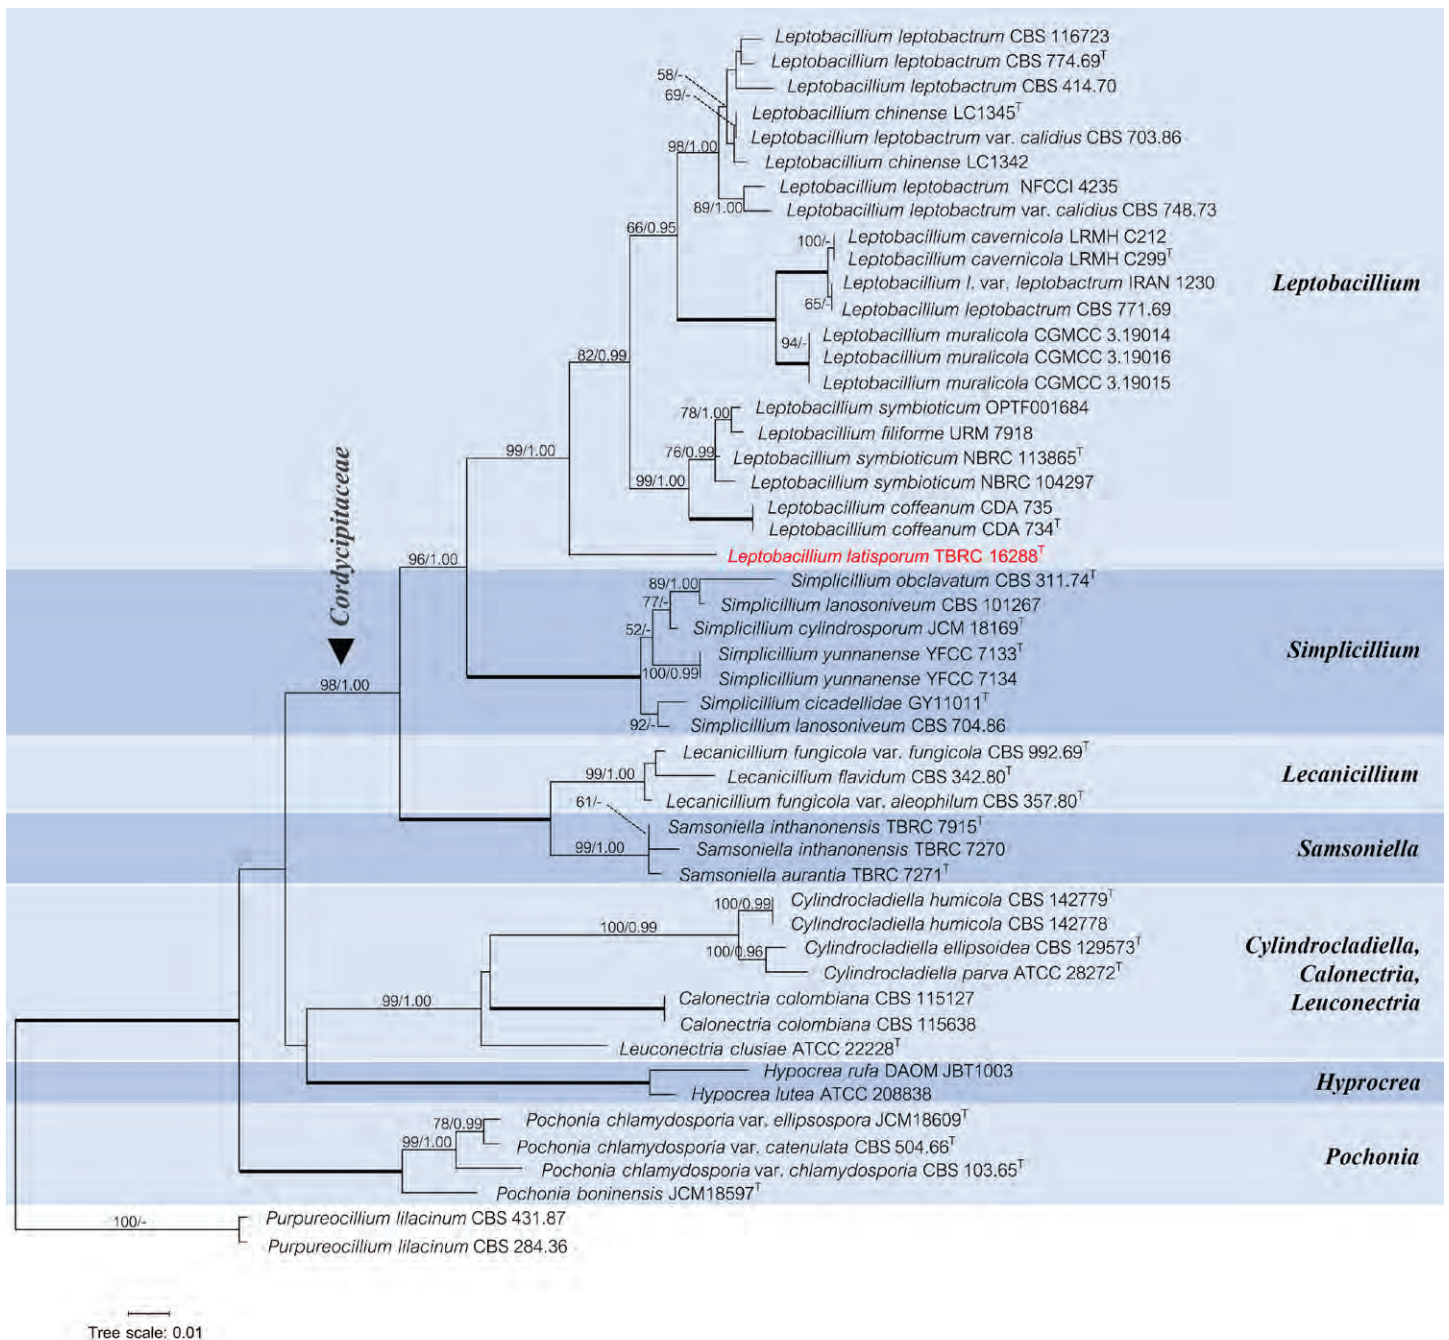 Leptobacillium leptobactrum CBS 116723
Leptobacillium leptobactrum CBS 774.69T
58/-
Leptobacillium leptobactrum CBS 414.70
69/-
Leptobacillium chinense LC1345T
Leptobacillium leptobactrum var. calidius CBS 703.86
98/1.00
Leptobacillium chinense LC1342
Leptobacillium leptobactrum NFCCI 4235
89/1.00
Leptobacillium leptobactrum var. calidius CBS 748.73
66/0.95
100/-
Leptobacillium cavernicola LRMH C212
Leptobacillium cavernicola LRMH C299T
Leptobacillium l. var. leptobactrum IRAN 1230
Leptobacillium
65/-
Leptobacillium leptobactrum CBS 771.69
Leptobacillium muralicola CGMCC 3.19014
94/-
Leptobacillium muralicola CGMCC 3.19016
82/0.99
Leptobacillium muralicola CGMCC 3.19015
78/1.00
Leptobacillium symbioticum OPTF001684
Leptobacillium filiforme URM 7918
99/1.00
76/0.99
Leptobacillium symbioticum NBRC 113865T
99/1.00
Leptobacillium symbioticum NBRC 104297
Leptobacillium coffeanum CDA 735
Leptobacillium coffeanum CDA 734T
Cordycipitaceae
96/1.00
Leptobacillium latisporum TBRC 16288T
89/1.00
Simplicillium obclavatum CBS 311.74T
77/-
Simplicillium lanosoniveum CBS 101267
52/-
Simplicillium cylindrosporum JCM 18169T
Simplicillium yunnanense YFCC 7133T
Simplicillium
100/0.99
Simplicillium yunnanense YFCC 7134
98/1.00
Simplicillium cicadellidae GY11011T
92/-
Simplicillium lanosoniveum CBS 704.86
Lecanicillium fungicola var. fungicola CBS 992.69T
99/1.00
Lecanicillium flavidum CBS 342.80T
Lecanicillium
61/-
Lecanicillium fungicola var. aleophilum CBS 357.80T
Samsoniella inthanonensis TBRC 7915T
99/1.00
Samsoniella inthanonensis TBRC 7270
Samsoniella
Samsoniella aurantia TBRC 7271T
100/0.99
Cylindrocladiella humicola CBS 142779T
100/0.99
Cylindrocladiella humicola CBS 142778
100/0.96
Cylindrocladiella ellipsoidea CBS 129573T
Cylindrocladiella,
Cylindrocladiella parva ATCC 28272T
Calonectria,
99/1.00
Calonectria colombiana CBS 115127
Leuconectria
Calonectria colombiana CBS 115638
Leuconectria clusiae ATCC 22228T
Hypocrea rufa DAOM JBT1003
Hyprocrea
Hypocrea lutea ATCC 208838
78/0.99
Pochonia chlamydosporia var. ellipsospora JCM18609T
99/1.00
Pochonia chlamydosporia var. catenulata CBS 504.66T
Pochonia
Pochonia chlamydosporia var. chlamydosporia CBS 103.65T
Pochonia boninensis JCM18597T
100/-
Purpureocillium lilacinum CBS 431.87
Purpureocillium lilacinum CBS 284.36
Tree scale: 0.01